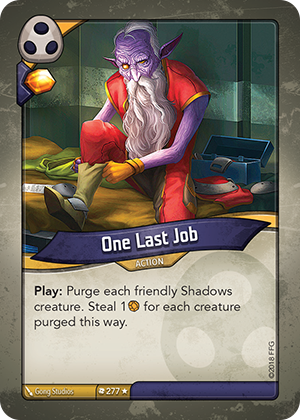 One Last Job
ACTION
Play: Purge each friendly Shadows
creature. Steal 1 for each creature
purged this way.
Gong Studios
277
©2018 FFG